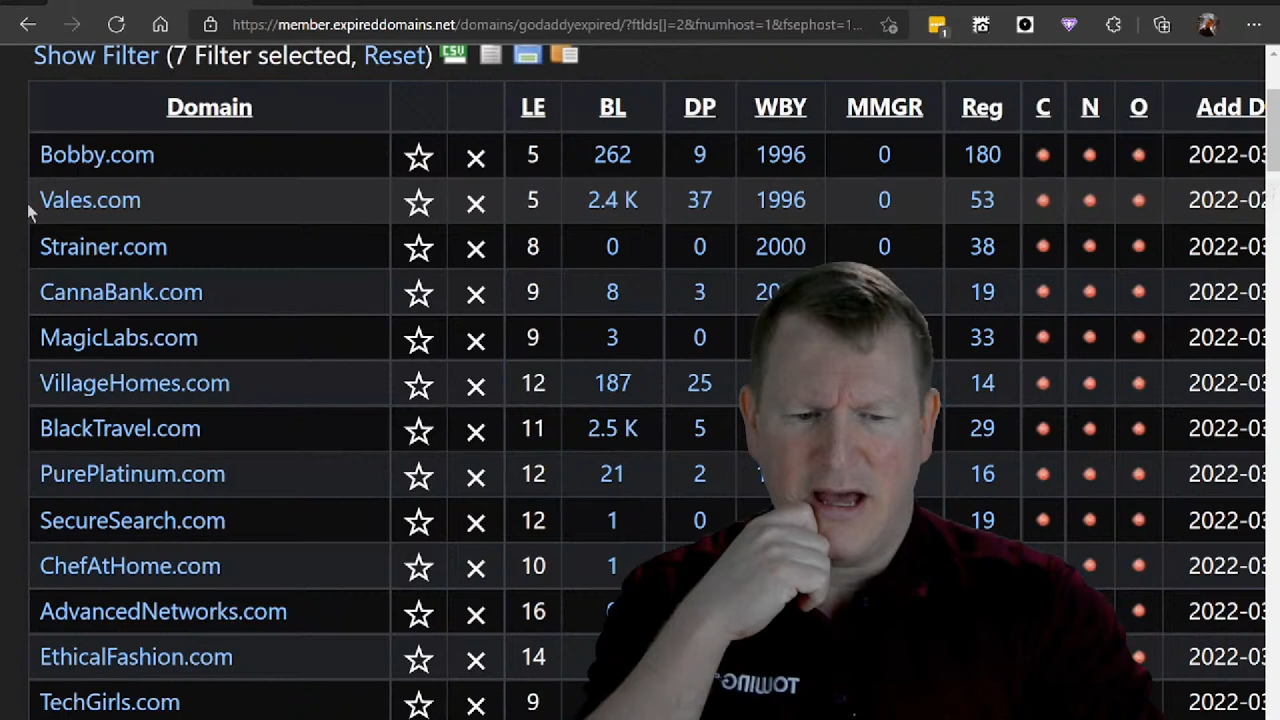 https://member.expireddomains.net/domains/godaddyexpired/?ftlds[]=2&fnumhost=1&fsephost=1...
1
Show Filter (7 Filter selected, Reset) CSV
Domain LE BL DP WBY MMGR Reg C N O Add D
Bobby.com 5 262 9 1996 0 180 2022-03
Vales.com 5 2.4 K 37 1996 0 53 2022-02
Strainer.com 8 0 0 2000 0 38 2022-03
CannaBank.com 9 8 3 20 19 2022-03
MagicLabs.com 9 3 0 33 2022-03
VillageHomes.com 12 187 25 14 2022-03
BlackTravel.com 11 2.5 K 5 29 2022-03
PurePlatinum.com 12 21 2 16 2022-03
SecureSearch.com 12 1 0 19 2022-03
ChefAtHome.com 10 1 2022-03
AdvancedNetworks.com 16 2022-03
EthicalFashion.com 14 2022-03
TechGirls.com 9 2022-03
TOWING